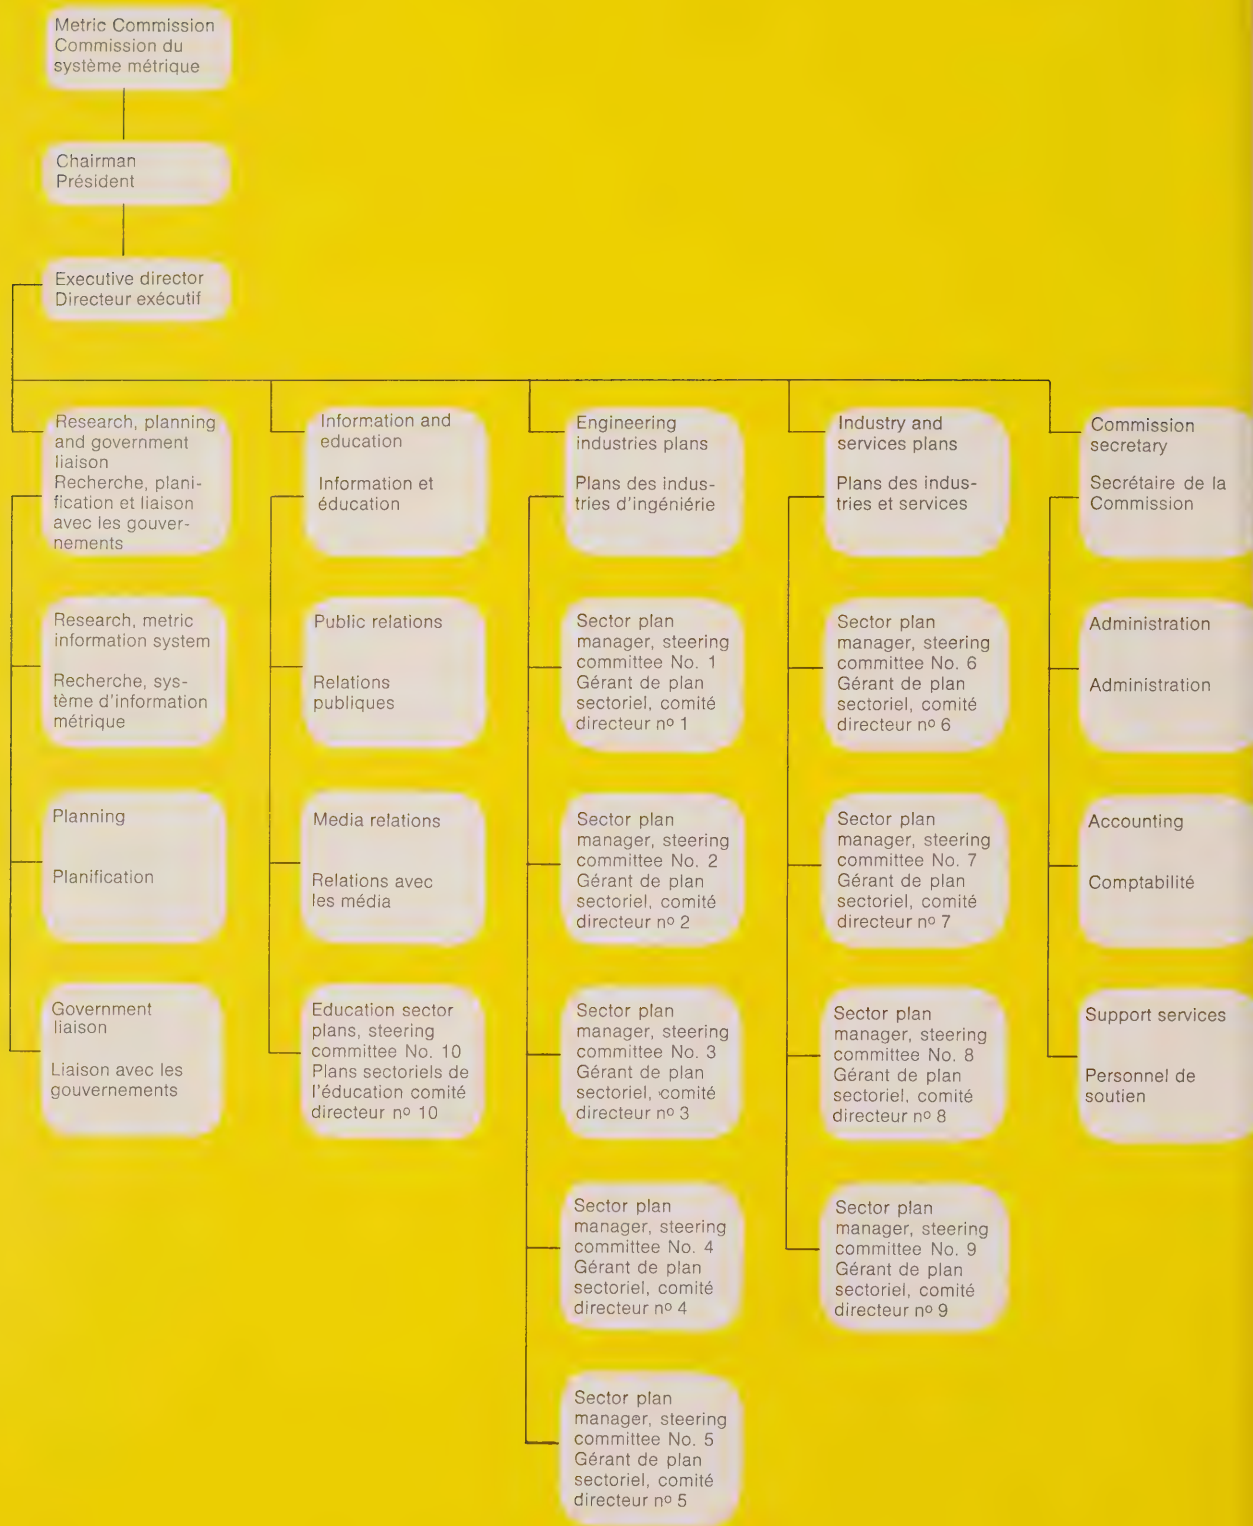 Metric Commission
Commission du
système métrique
Chairman
Président
Executive director
Directeur exécutif
Research, planning
and government
liaison
Recherche, plani-
fication et liaison
avec les gouver-
nements
Information and
education
Information et
éducation
Engineering
industries plans
Plans des indus-
tries d'ingéniérie
Industry and
services plans
Plans des indus-
tries et services
Commission
secretary
Secrétaire de la
Commission
Research, metric
information system
Recherche, sys-
tème d'information
métrique
Public relations
Relations
publiques
Sector plan
manager, steering
committee No. 1
Gérant de plan
sectoriel, comité
directeur nº 1
Sector plan
manager, steering
committee No. 6
Gérant de plan
sectoriel, comité
directeur nº 6
Administration
Administration
Planning
Planification
Media relations
Relations avec
les média
Sector plan
manager, steering
committee No. 2
Gérant de plan
sectoriel, comité
directeur nº 2
Sector plan
manager, steering
committee No. 7
Gérant de plan
sectoriel, comité
directeur nº 7
Accounting
Comptabilité
Government
liaison
Liaison avec les
gouvernements
Education sector
plans, steering
committee No. 10
Plans sectoriels de
l'éducation comité
directeur nº 10
Sector plan
manager, steering
committee No. 3
Gérant de plan
sectoriel, comité
directeur nº 3
Sector plan
manager, steering
committee No. 8
Gérant de plan
sectoriel, comité
directeur nº 8
Support services
Personnel de
soutien
Sector plan
manager, steering
committee No. 4
Gérant de plan
sectoriel, comité
directeur nº 4
Sector plan
manager, steering
committee No. 9
Gérant de plan
sectoriel, comité
directeur nº 9
Sector plan
manager, steering
committee No. 5
Gérant de plan
sectoriel, comité
directeur nº 5